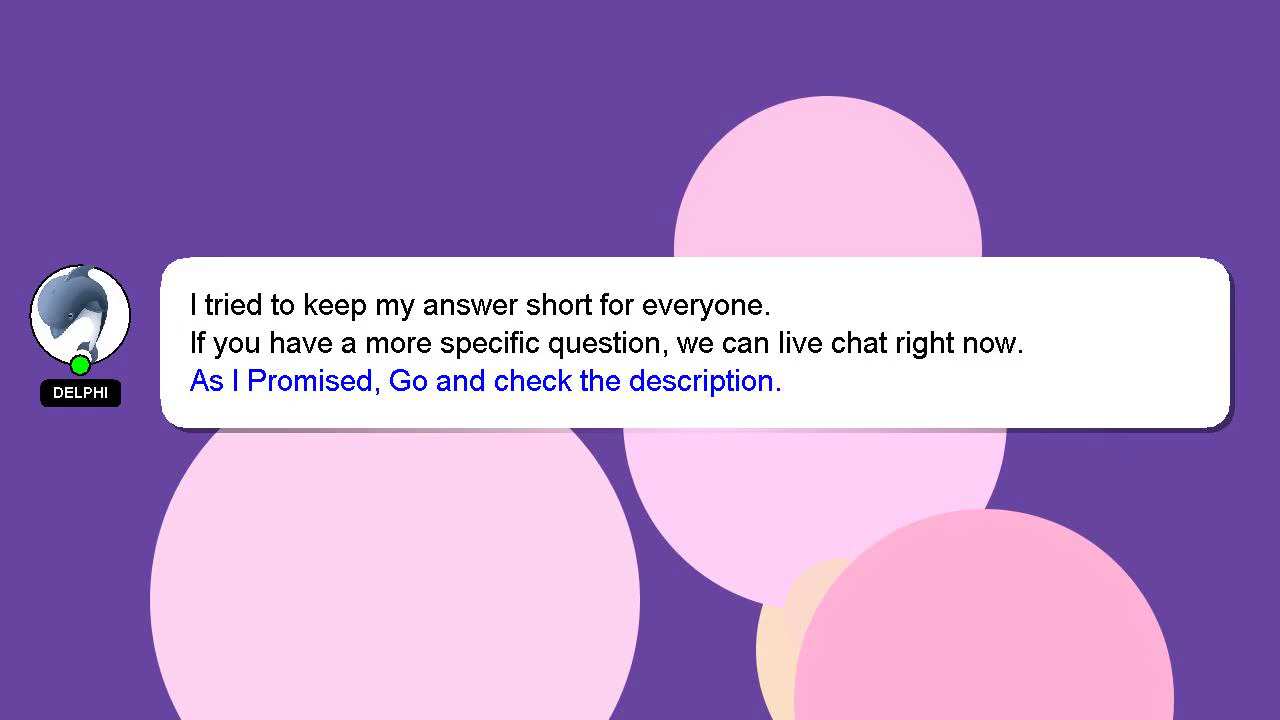 I tried to keep my answer short for everyone.
If you have a more specific question, we can live chat right now.
As I Promised, Go and check the description.
DELPHI